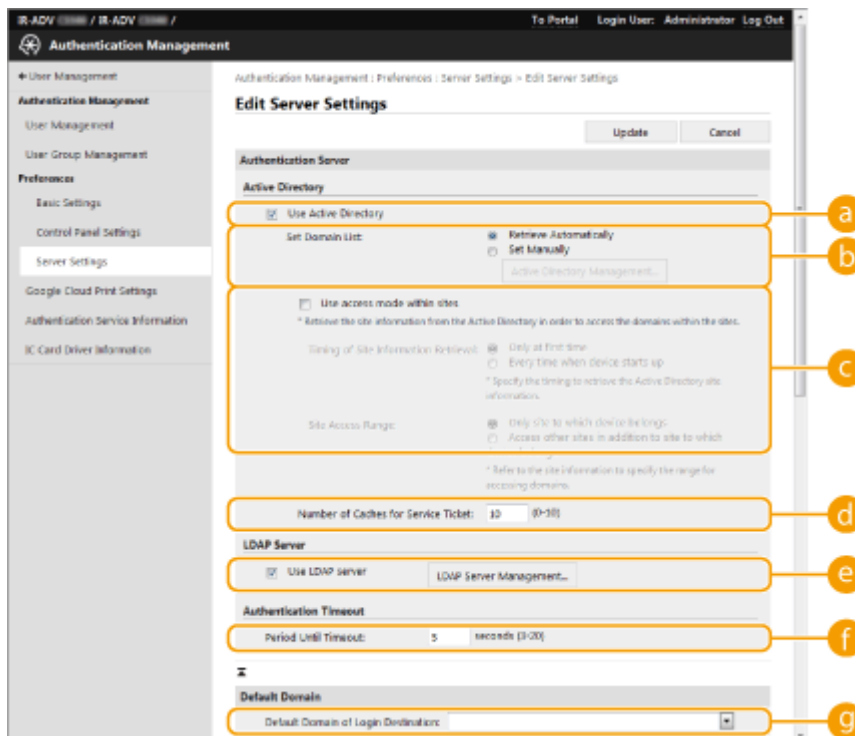 iR-ADV / iR-ADV /
To Portal Login User: Administrator Log Out
Authentication Management
User Management
Authentication Management
User Management
User Group Management
Preferences
Basic Settings
Control Panel Settings
Server Settings
Google Cloud Print Settings
Authentication Service Information
IC Card Driver Information
Authentication Management : Preferences : Server Settings > Edit Server Settings
Edit Server Settings
Update Cancel
Authentication Server
Active Directory
Use Active Directory
a
Set Domain List: Retrieve Automatically
Set Manually
Active Directory Management...
b
Use access mode within sites
* Retrieve the site information from the Active Directory in order to access the domains within the sites.
Timing of Site Information Retrieval: Only at first time
Every time when device starts up
* Specify the timing to retrieve the Active Directory site
information.
c
Site Access Range: Only site to which device belongs
Access other sites in addition to site to which
* Refer to the site information to specify the range for
accessing domains.
Number of Caches for Service Ticket: 10 (0-10)
d
LDAP Server
Use LDAP server LDAP Server Management...
e
Authentication Timeout
Period Until Timeout: 5 seconds (3-20)
f
Default Domain
Default Domain of Login Destination:
g